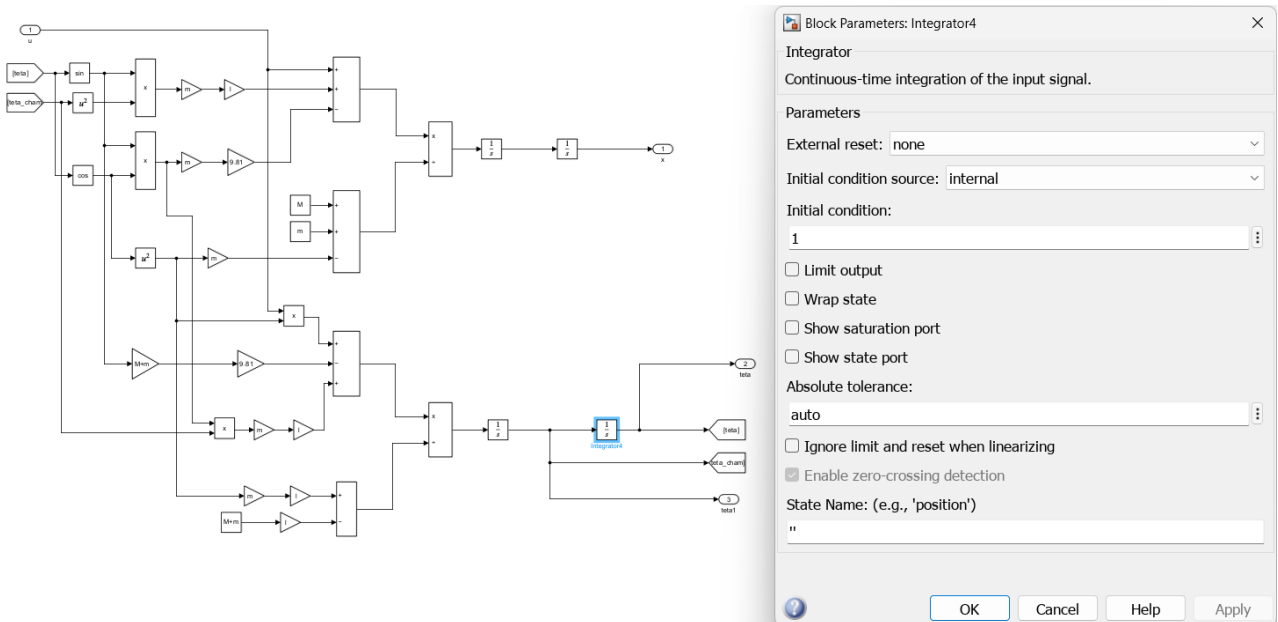 1
u
[teta]
sin
[teta_cham]
u²
x
m
l
+
+
−
x
m
9.81
cos
x
÷
1
s
1
s
1
x
M
m
+
+
−
u²
m
x
M+m
9.81
+
−
+
x
m
l
x
÷
1
s
1
s
Integrator4
2
teta
[teta]
[teta_cham]
3
teta1
m
l
M+m
l
+
−
Block Parameters: Integrator4
Integrator
Continuous-time integration of the input signal.
Parameters
External reset: none
Initial condition source: internal
Initial condition:
1
Limit output
Wrap state
Show saturation port
Show state port
Absolute tolerance:
auto
Ignore limit and reset when linearizing
Enable zero-crossing detection
State Name: (e.g., 'position')
''
OK Cancel Help Apply